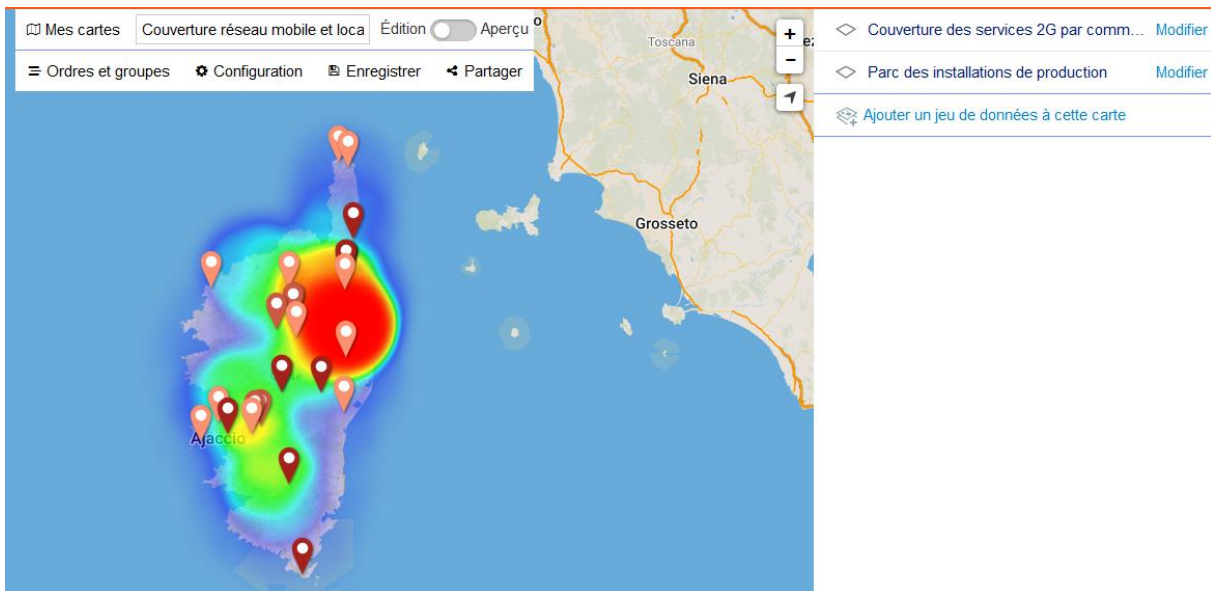 Mes cartes
Couverture réseau mobile et loca
Édition
Aperçu
Ordres et groupes
Configuration
Enregistrer
Partager
+
-
Couverture des services 2G par comm... Modifier
Parc des installations de production Modifier
Ajouter un jeu de données à cette carte
Toscana
Siena
Grosseto
Ajaccio